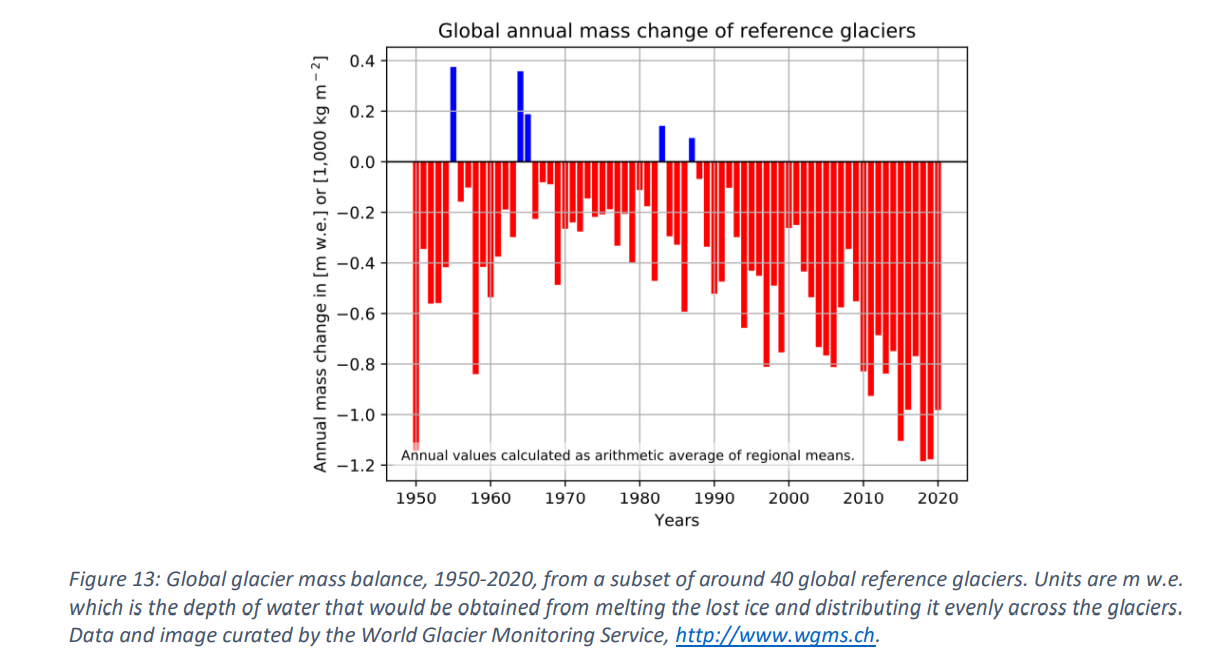 Global annual mass change of reference glaciers
Annual mass change in [m w.e.] or [1,000 kg m⁻²]
0.4
0.2
0.0
−0.2
−0.4
−0.6
−0.8
−1.0
−1.2
Annual values calculated as arithmetic average of regional means.
1950 1960 1970 1980 1990 2000 2010 2020
Years
Figure 13: Global glacier mass balance, 1950-2020, from a subset of around 40 global reference glaciers. Units are m w.e.
which is the depth of water that would be obtained from melting the lost ice and distributing it evenly across the glaciers.
Data and image curated by the World Glacier Monitoring Service, http://www.wgms.ch.